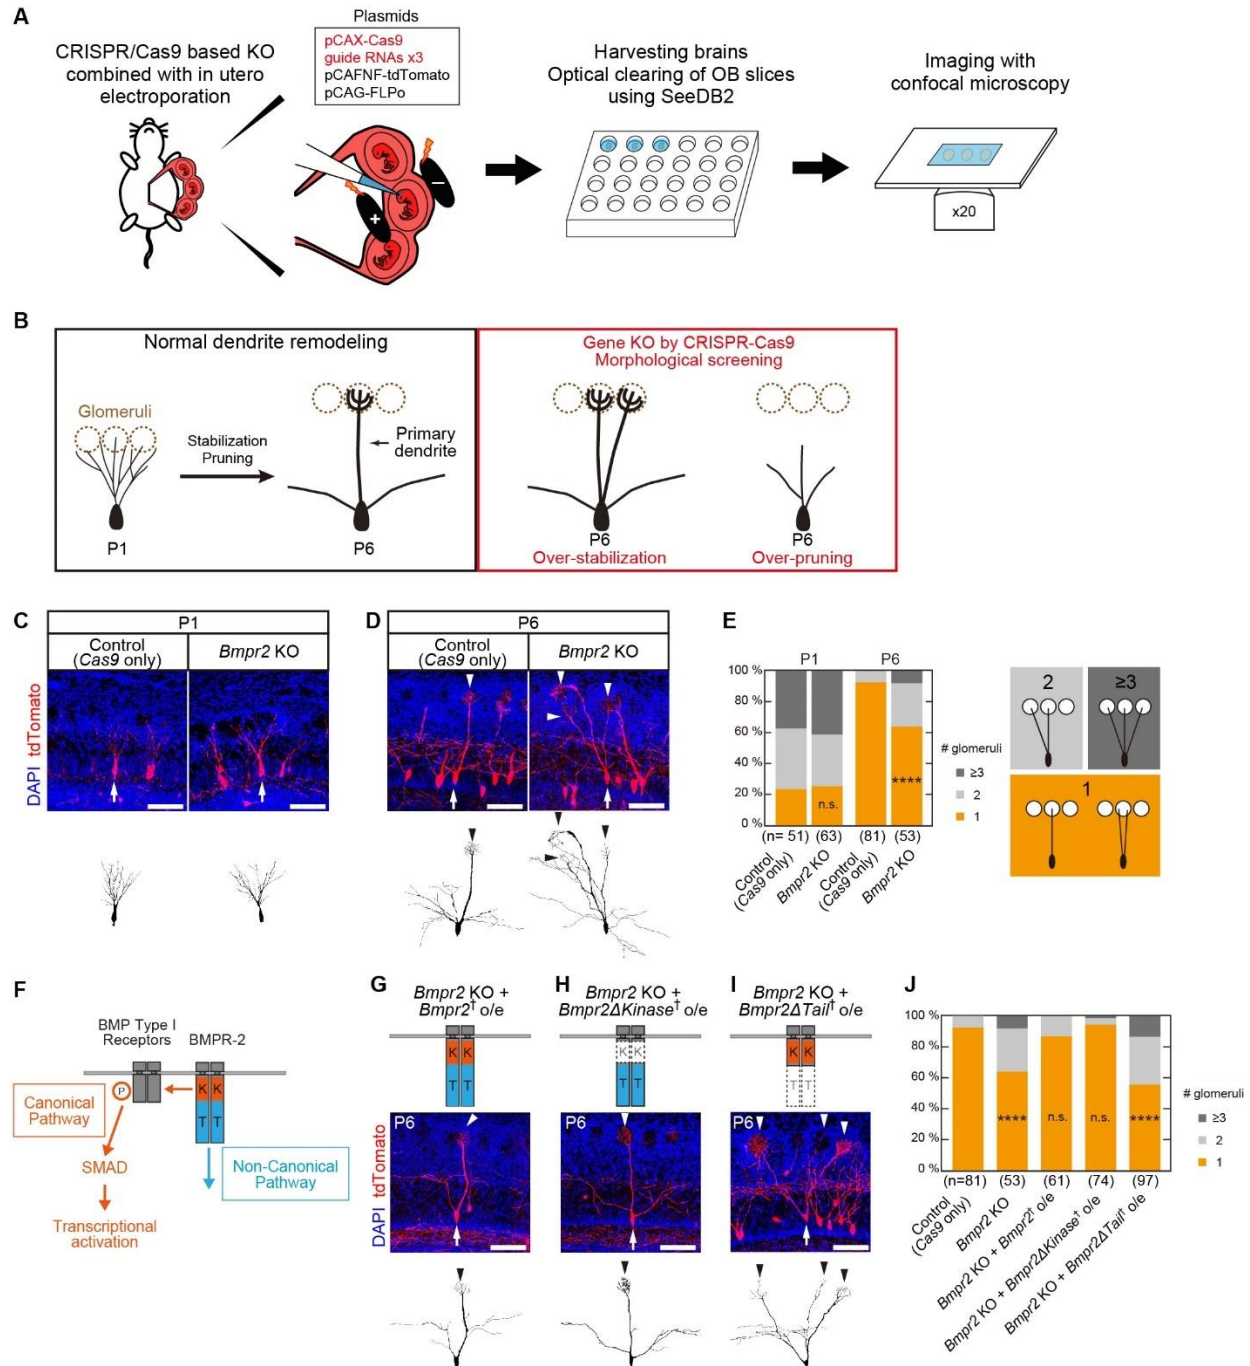 A
CRISPR/Cas9 based KO
combined with in utero
electroporation
Plasmids
pCAX-Cas9
guide RNAs x3
pCAFNF-tdTomato
pCAG-FLPo
+
−
Harvesting brains
Optical clearing of OB slices
using SeeDB2
Imaging with
confocal microscopy
x20
B
Normal dendrite remodeling
Glomeruli
Stabilization
Pruning
Primary
dendrite
P1
P6
Gene KO by CRISPR-Cas9
Morphological screening
P6
Over-stabilization
P6
Over-pruning
C
P1
Control
(Cas9 only)
Bmpr2 KO
DAPI tdTomato
D
P6
Control
(Cas9 only)
Bmpr2 KO
E
P1
P6
100 %
80 %
60 %
40 %
20 %
0 %
n.s.
****
(n= 51)
(63)
(81)
(53)
Control
(Cas9 only)
Bmpr2 KO
Control
(Cas9 only)
Bmpr2 KO
# glomeruli
≥3
2
1
2
≥3
1
F
BMP Type I
Receptors
BMPR-2
P
K K
T T
Canonical
Pathway
SMAD
Transcriptional
activation
Non-Canonical
Pathway
G
Bmpr2 KO +
Bmpr2† o/e
K K
T T
P6
DAPI tdTomato
H
Bmpr2 KO +
Bmpr2ΔKinase† o/e
K K
T T
P6
I
Bmpr2 KO +
Bmpr2ΔTail† o/e
K K
T T
P6
J
100 %
80 %
60 %
40 %
20 %
0 %
****
n.s.
n.s.
****
(n=81)
(53)
(61)
(74)
(97)
Control
(Cas9 only)
Bmpr2 KO
Bmpr2 KO + Bmpr2† o/e
Bmpr2 KO + Bmpr2ΔKinase† o/e
Bmpr2 KO + Bmpr2ΔTail† o/e
# glomeruli
≥3
2
1